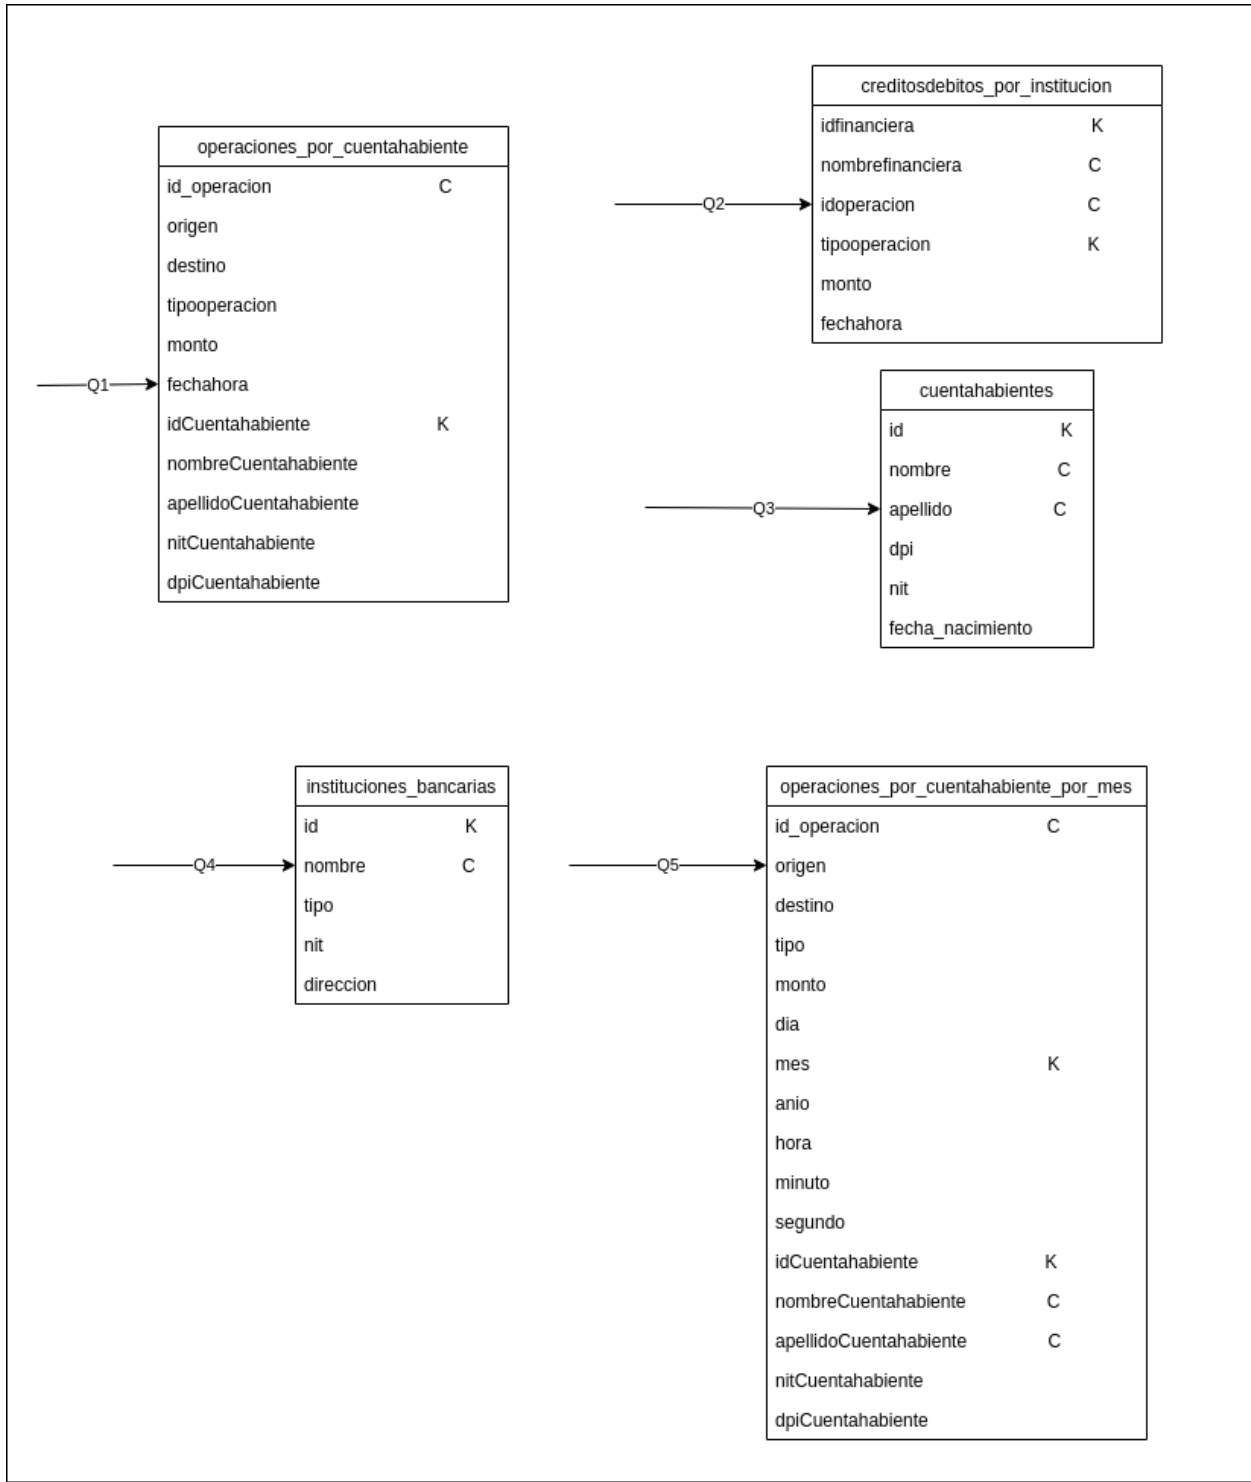 operaciones_por_cuentahabiente
id_operacion C
origen
destino
tipooperacion
monto
Q1 fechahora
idCuentahabiente K
nombreCuentahabiente
apellidoCuentahabiente
nitCuentahabiente
dpiCuentahabiente
creditosdebitos_por_institucion
idfinanciera K
nombrefinanciera C
Q2 idoperacion C
tipooperacion K
monto
fechahora
cuentahabientes
id K
nombre C
Q3 apellido C
dpi
nit
fecha_nacimiento
instituciones_bancarias
id K
Q4 nombre C
tipo
nit
direccion
operaciones_por_cuentahabiente_por_mes
id_operacion C
Q5 origen
destino
tipo
monto
dia
mes K
anio
hora
minuto
segundo
idCuentahabiente K
nombreCuentahabiente C
apellidoCuentahabiente C
nitCuentahabiente
dpiCuentahabiente